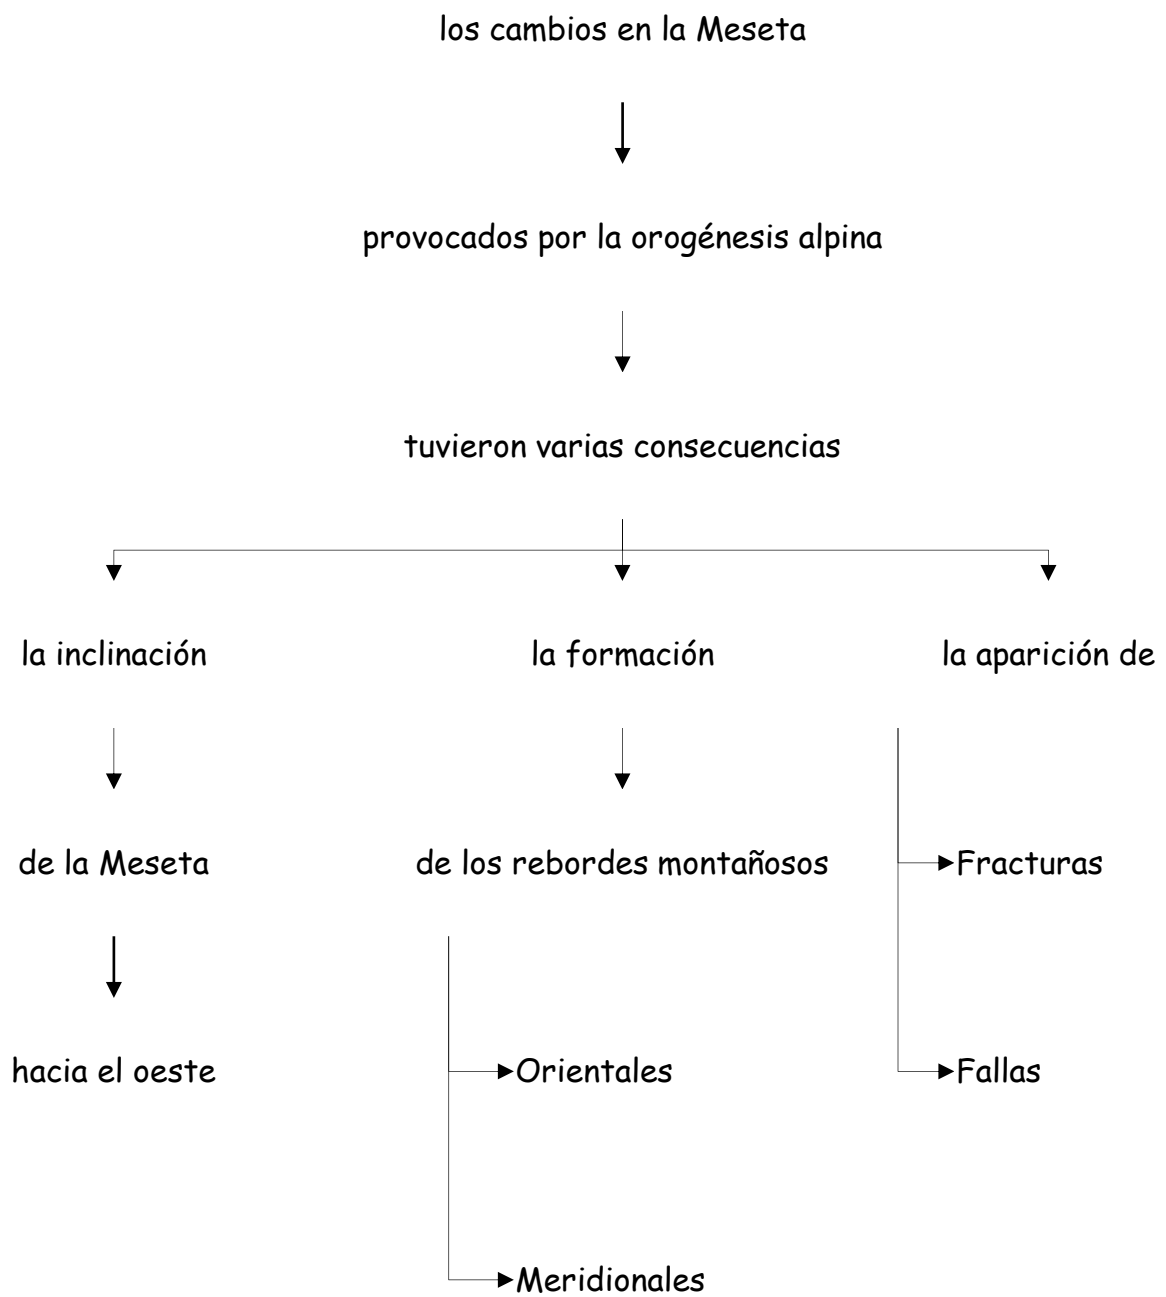 los cambios en la Meseta
provocados por la orogénesis alpina
tuvieron varias consecuencias
la inclinación
la formación
la aparición de
de la Meseta
de los rebordes montañosos
Fracturas
hacia el oeste
Orientales
Fallas
Meridionales